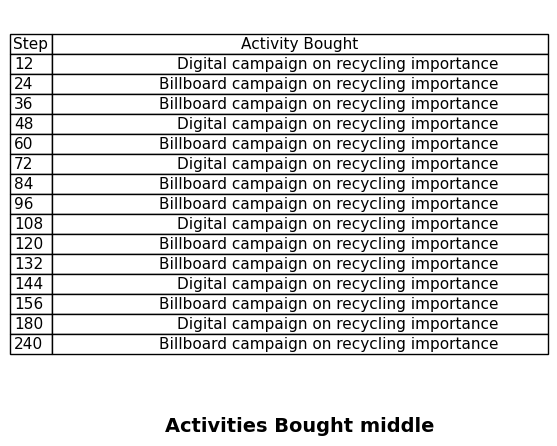 Step Activity Bought
12 Digital campaign on recycling importance
24 Billboard campaign on recycling importance
36 Billboard campaign on recycling importance
48 Digital campaign on recycling importance
60 Billboard campaign on recycling importance
72 Digital campaign on recycling importance
84 Billboard campaign on recycling importance
96 Billboard campaign on recycling importance
108 Digital campaign on recycling importance
120 Billboard campaign on recycling importance
132 Billboard campaign on recycling importance
144 Digital campaign on recycling importance
156 Billboard campaign on recycling importance
180 Digital campaign on recycling importance
240 Billboard campaign on recycling importance
Activities Bought middle